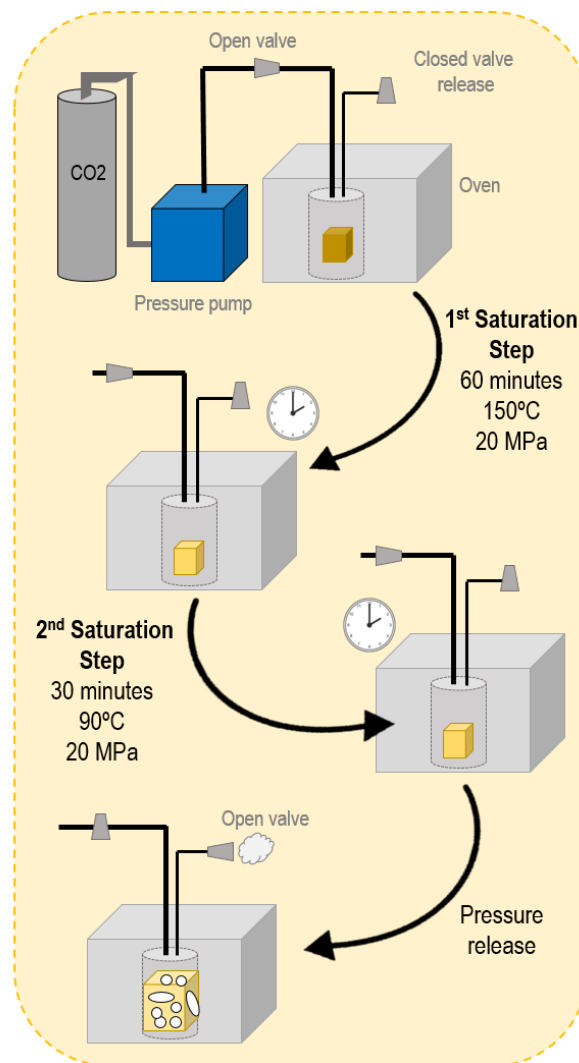 Open valve
Closed valve
release
CO2
Oven
Pressure pump
1st Saturation
Step
60 minutes
150ºC
20 MPa
2nd Saturation
Step
30 minutes
90ºC
20 MPa
Open valve
Pressure
release